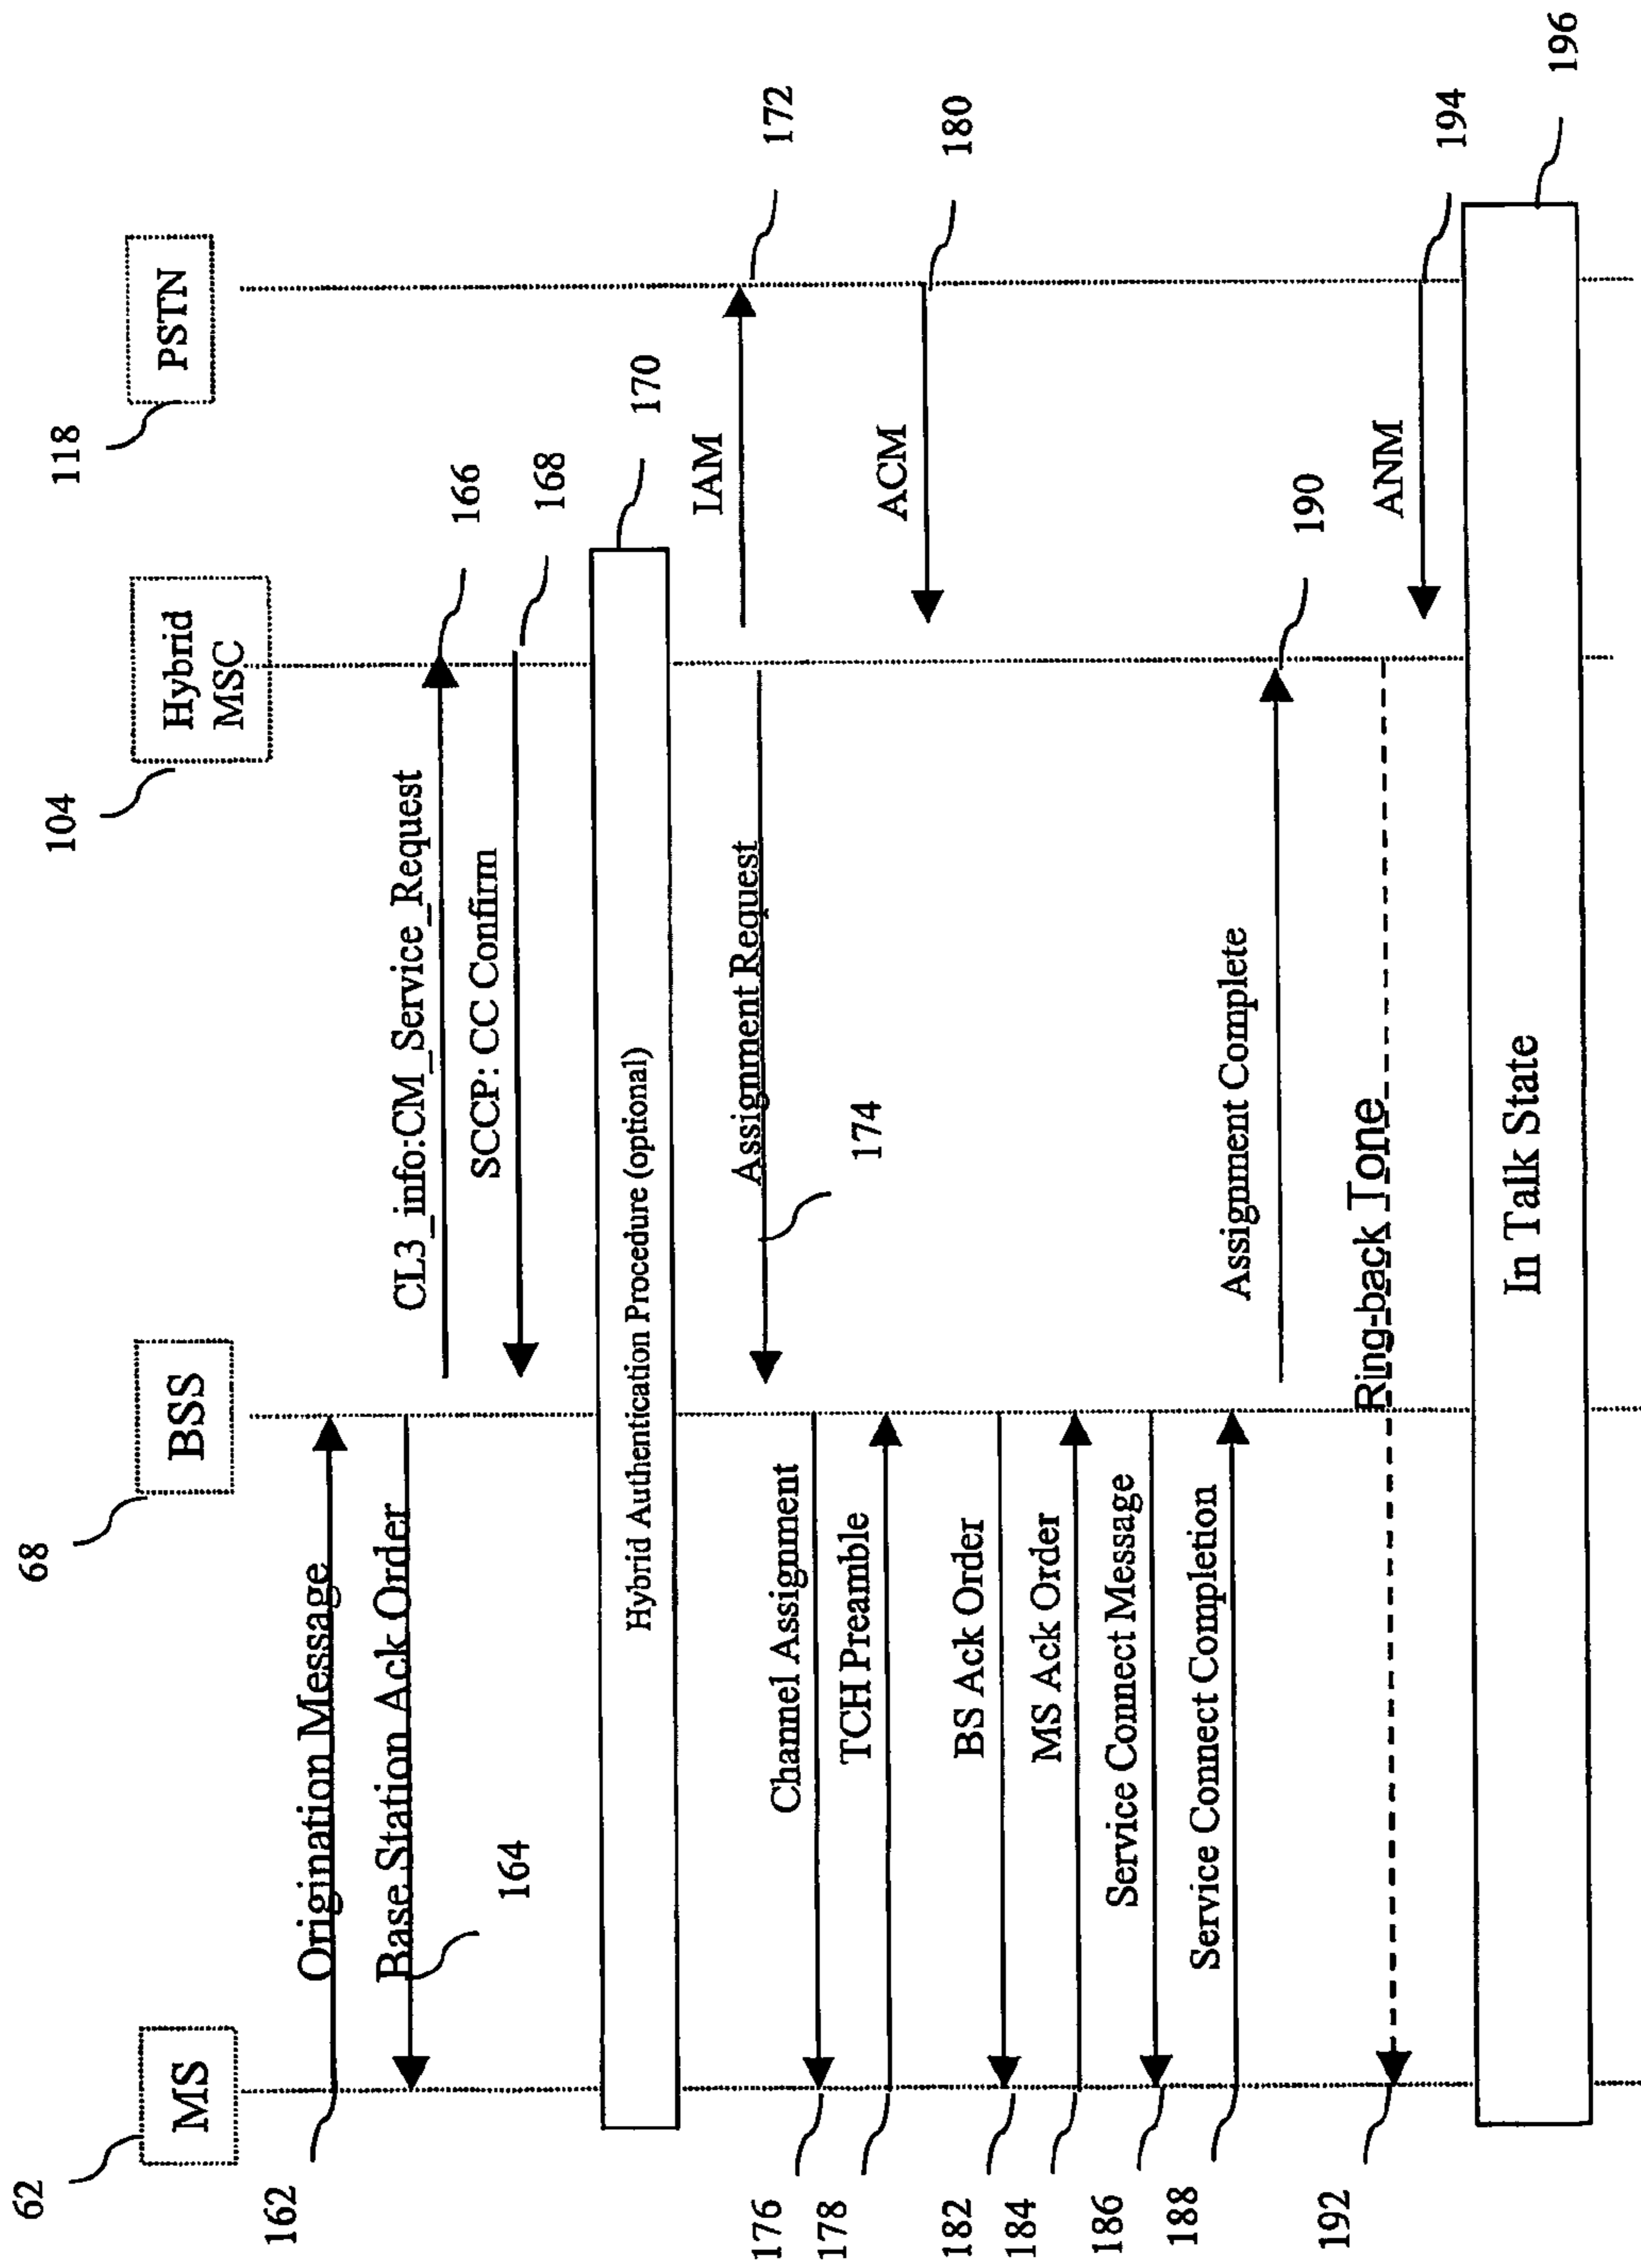 62
MS
68
BSS
104
Hybrid
MSC
118
PSTN
162
Origination Message
Base Station Ack Order
164
CL3_info:CM_Service_Request
166
SCCP: CC Confirm
168
Hybrid Authentication Procedure (optional)
170
IAM
172
Assignment Request
174
176
Channel Assignment
178
TCH Preamble
ACM
180
182
BS Ack Order
184
MS Ack Order
186
Service Connect Message
188
Service Connect Completion
Assignment Complete
190
192
Ring-back Tone
ANM
194
In Talk State
196